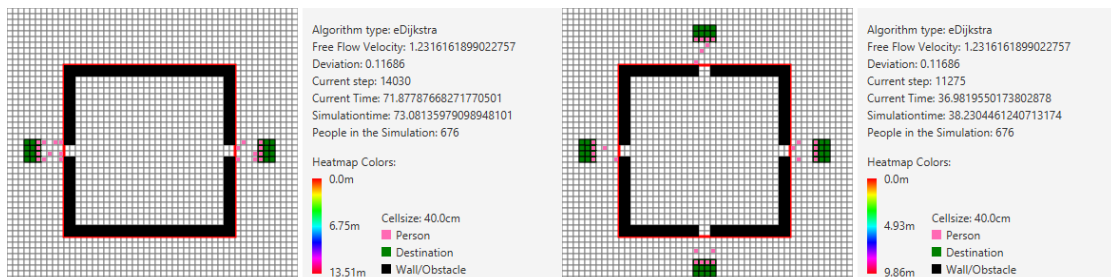 Algorithm type: eDijkstra
Free Flow Velocity: 1.2316161899022757
Deviation: 0.11686
Current step: 14030
Current Time: 71.87787668271770501
Simulationtime: 73.08135979098948101
People in the Simulation: 676
Heatmap Colors:
0.0m
6.75m
13.51m
Cellsize: 40.0cm
Person
Destination
Wall/Obstacle
Algorithm type: eDijkstra
Free Flow Velocity: 1.2316161899022757
Deviation: 0.11686
Current step: 11275
Current Time: 36.9819550173802878
Simulationtime: 38.2304461240713174
People in the Simulation: 676
Heatmap Colors:
0.0m
4.93m
9.86m
Cellsize: 40.0cm
Person
Destination
Wall/Obstacle